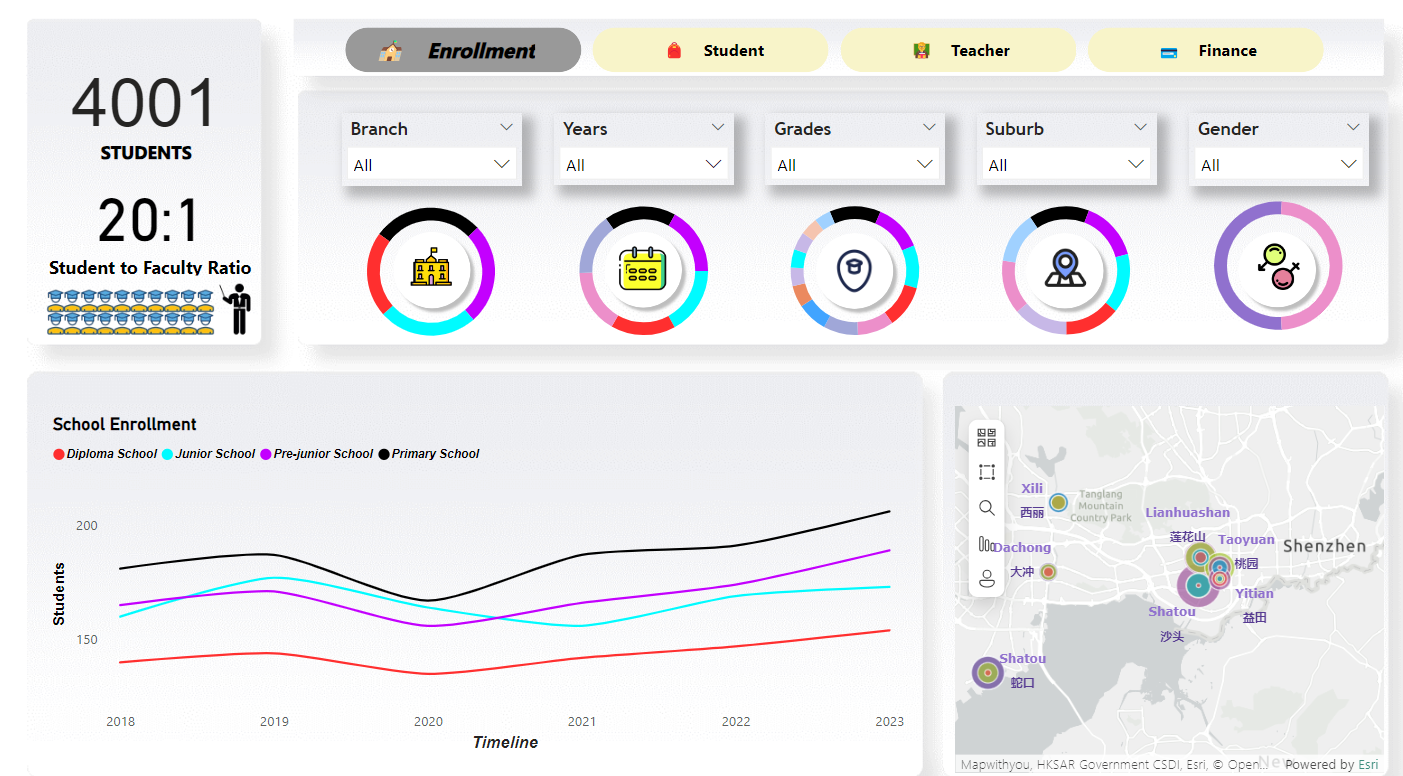 4001
STUDENTS
20:1
Student to Faculty Ratio
Enrollment
Student
Teacher
Finance
Branch
All
Years
All
Grades
All
Suburb
All
Gender
All
School Enrollment
Diploma School Junior School Pre-junior School Primary School
Students
200
150
2018 2019 2020 2021 2022 2023
Timeline
Xili
西丽
Tanglang
Mountain
Country Park
Lianhuashan
莲花山
Taoyuan
桃园
Shenzhen
Dachong
大冲
Yitian
益田
Shatou
沙头
Shatou
蛇口
Mapwithyou, HKSAR Government CSDI, Esri, © Open...
Powered by Esri